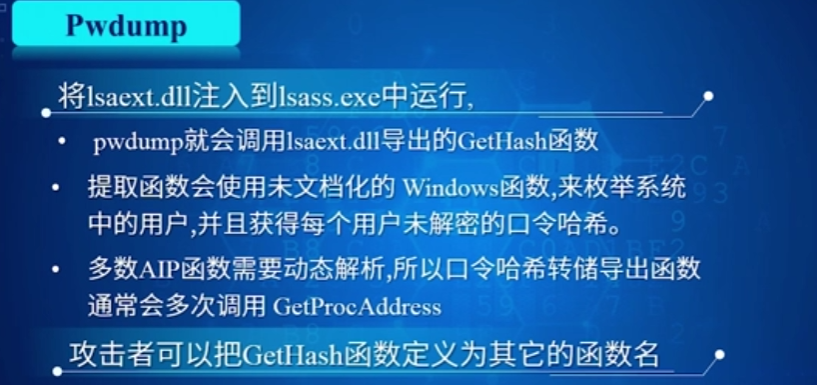 Pwdump
将lsaext.dll注入到lsass.exe中运行,
• pwdump就会调用lsaext.dll导出的GetHash函数
• 提取函数会使用未文档化的 Windows函数,来枚举系统
中的用户,并且获得每个用户未解密的口令哈希。
• 多数AIP函数需要动态解析,所以口令哈希转储导出函数
通常会多次调用 GetProcAddress
攻击者可以把GetHash函数定义为其它的函数名